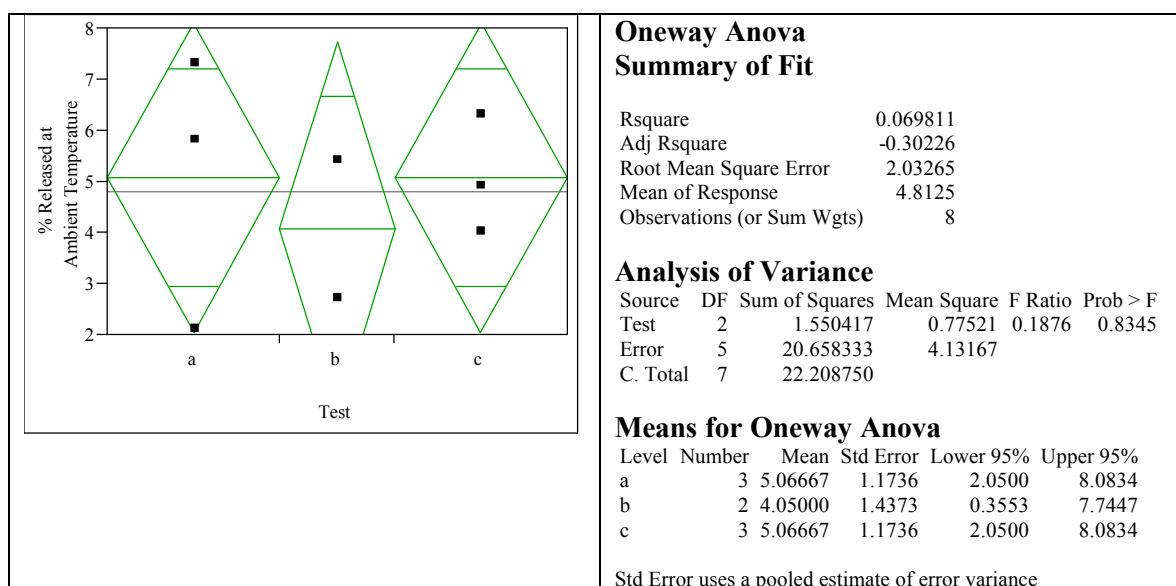 8
7
6
5
4
3
2
% Released at
Ambient Temperature
a b c
Test
Oneway Anova
Summary of Fit
Rsquare 0.069811
Adj Rsquare -0.30226
Root Mean Square Error 2.03265
Mean of Response 4.8125
Observations (or Sum Wgts) 8
Analysis of Variance
Source DF Sum of Squares Mean Square F Ratio Prob > F
Test 2 1.550417 0.77521 0.1876 0.8345
Error 5 20.658333 4.13167
C. Total 7 22.208750
Means for Oneway Anova
Level Number Mean Std Error Lower 95% Upper 95%
a 3 5.06667 1.1736 2.0500 8.0834
b 2 4.05000 1.4373 0.3553 7.7447
c 3 5.06667 1.1736 2.0500 8.0834
Std Error uses a pooled estimate of error variance